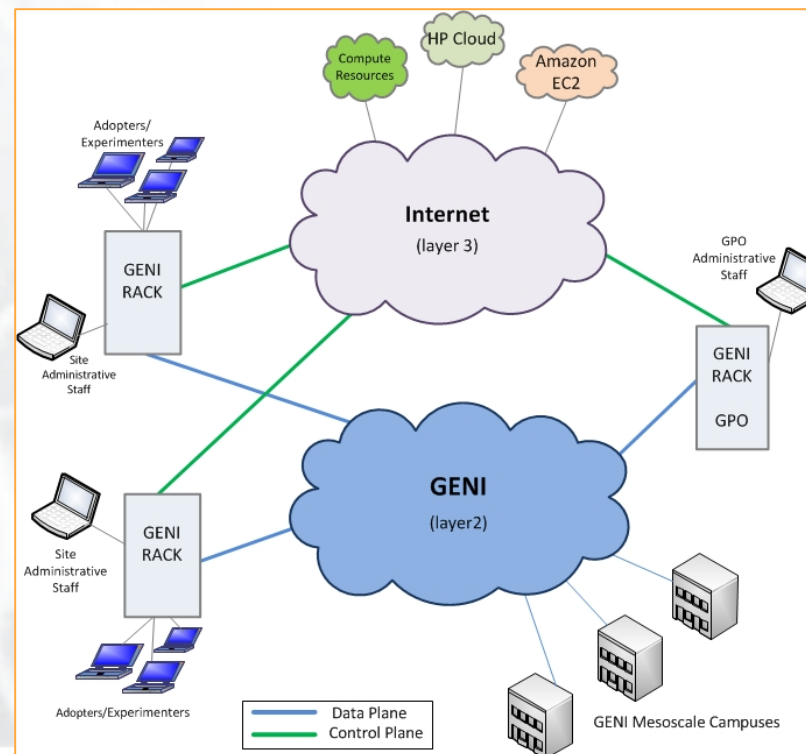 Compute
Resources
HP Cloud
Amazon
EC2
Adopters/
Experimenters
Internet
(layer 3)
GPO
Administrative
Staff
GENI
RACK
Site
Administrative
Staff
GENI
RACK
GPO
GENI
(layer2)
GENI
RACK
Site
Administrative
Staff
Adopters/Experimenters
Data Plane
Control Plane
GENI Mesoscale Campuses